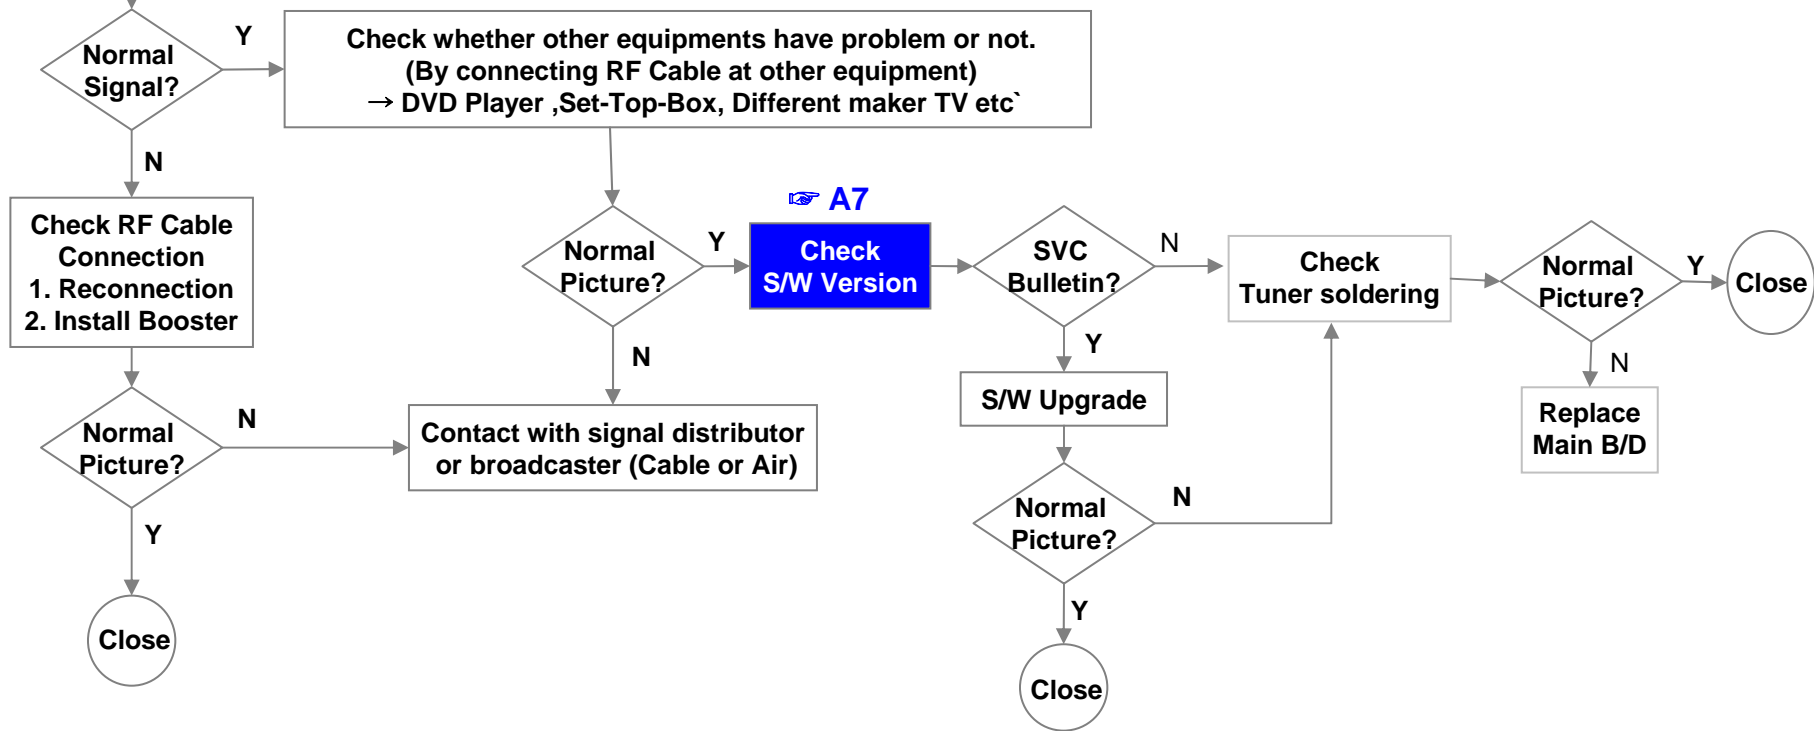 Normal
Signal?
Y
Check whether other equipments have problem or not.
(By connecting RF Cable at other equipment)
→ DVD Player ,Set-Top-Box, Different maker TV etc`
N
Check RF Cable
Connection
1. Reconnection
2. Install Booster
Normal
Picture?
N
Y
Close
Normal
Picture?
Y
N
Contact with signal distributor
or broadcaster (Cable or Air)
☞ A7
Check
S/W Version
SVC
Bulletin?
N
Y
S/W Upgrade
Normal
Picture?
N
Y
Close
Check
Tuner soldering
Normal
Picture?
Y
Close
N
Replace
Main B/D